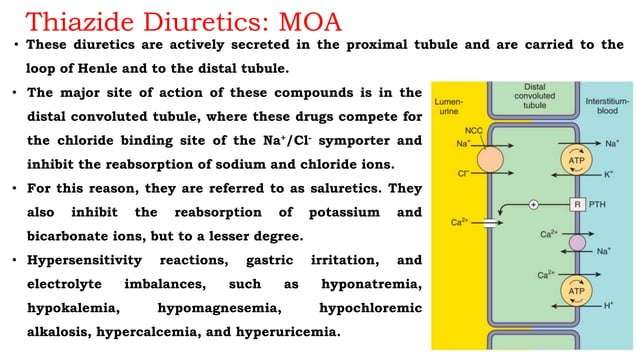 Thiazide Diuretics: MOA
• These diuretics are actively secreted in the proximal tubule and are carried to the
loop of Henle and to the distal tubule.
• The major site of action of these compounds is in the
distal convoluted tubule, where these drugs compete for
the chloride binding site of the Na⁺/Cl⁻ symporter and
inhibit the reabsorption of sodium and chloride ions.
• For this reason, they are referred to as saluretics. They
also inhibit the reabsorption of potassium and
bicarbonate ions, but to a lesser degree.
• Hypersensitivity reactions, gastric irritation, and
electrolyte imbalances, such as hyponatremia,
hypokalemia, hypomagnesemia, hypochloremic
alkalosis, hypercalcemia, and hyperuricemia.
Lumen-
urine
Distal
convoluted
tubule
Interstitium-
blood
NCC
Na⁺
Cl⁻
Ca²⁺
+
Na⁺
ATP
K⁺
R
PTH
Ca²⁺
Na⁺
Ca²⁺
ATP
H⁺